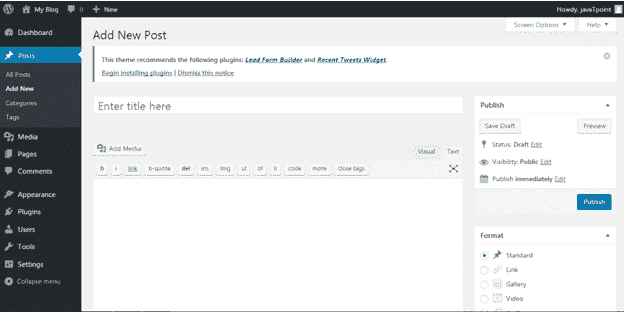 My Blog 0 New Howdy, javaTpoint
Screen Options Help
Dashboard
Posts
All Posts
Add New
Categories
Tags
Media
Pages
Comments
Appearance
Plugins
Users
Tools
Settings
Collapse menu
Add New Post
This theme recommends the following plugins: Lead Form Builder and Recent Tweets Widget.
Begin installing plugins | Dismiss this notice
Enter title here
Add Media
Visual Text
b i link b-quote del ins img ul ol li code more close tags
Publish
Save Draft Preview
Status: Draft Edit
Visibility: Public Edit
Publish immediately Edit
Publish
Format
Standard
Link
Gallery
Video